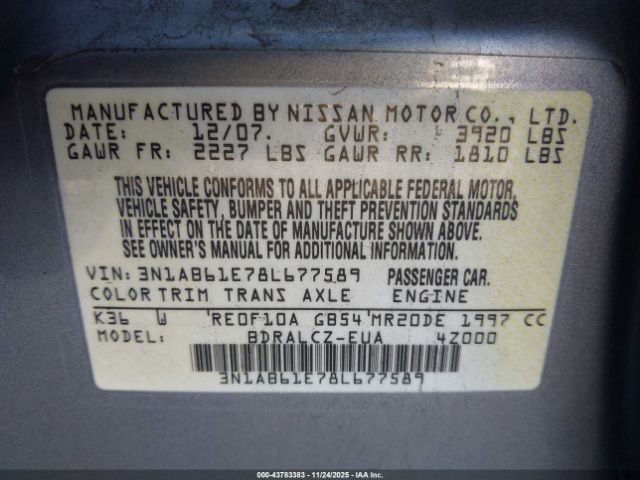 MANUFACTURED BY NISSAN MOTOR CO., LTD.
DATE: 12/07. GVWR: 3920 LBS
GAWR FR: 2227 LBS GAWR RR: 1810 LBS
THIS VEHICLE CONFORMS TO ALL APPLICABLE FEDERAL MOTOR
VEHICLE SAFETY, BUMPER AND THEFT PREVENTION STANDARDS
IN EFFECT ON THE DATE OF MANUFACTURE SHOWN ABOVE.
SEE OWNER'S MANUAL FOR ADDITIONAL INFORMATION.
VIN: 3N1AB61E78L677589 PASSENGER CAR.
COLOR TRIM TRANS AXLE ENGINE
K36 W 'RE0F10A GB54'MR20DE 1997 CC
MODEL: BDRALCZ-EUA 4Z000
3N1AB61E78L677589
000-43783383 11/24/2025 IAAI.com